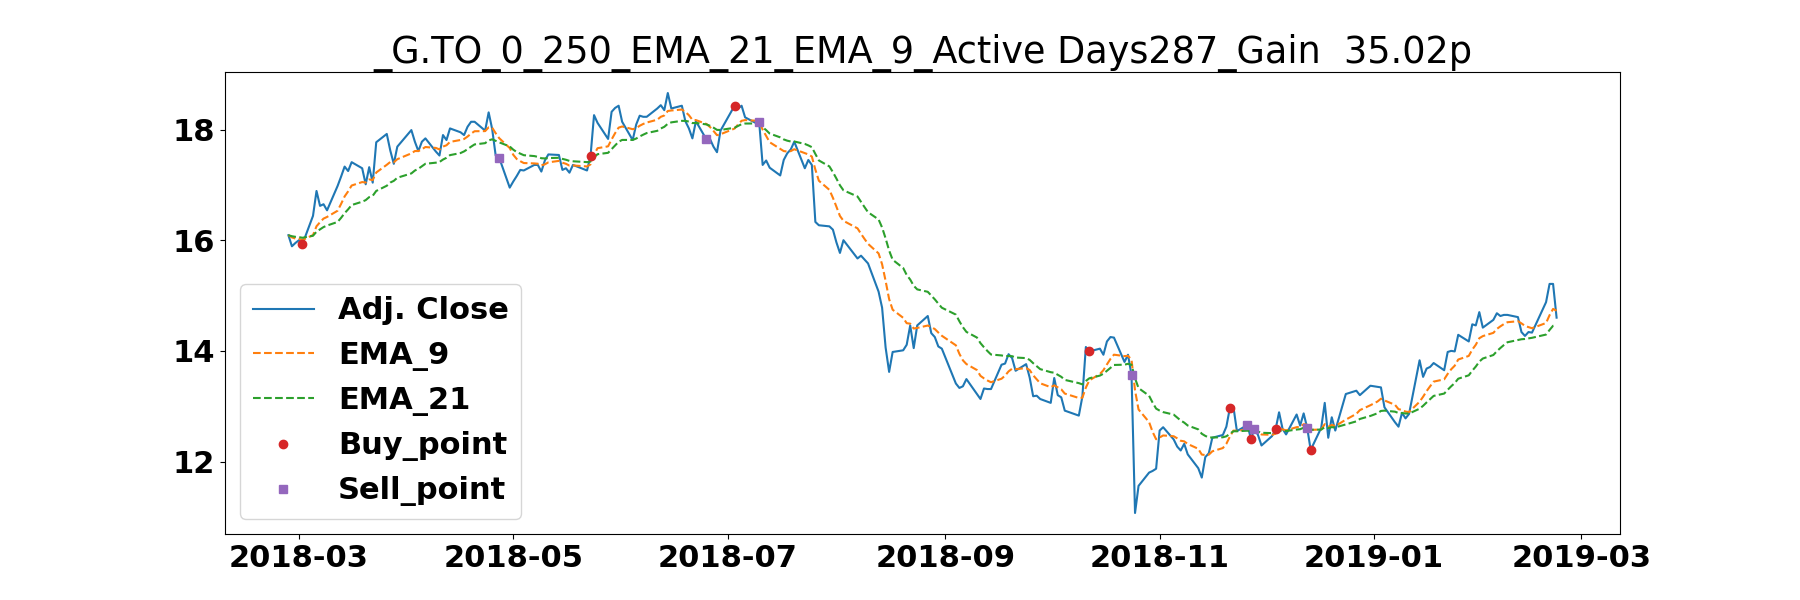 _G.TO_0_250_EMA_21_EMA_9_Active Days287_Gain  35.02p
18
16
14
12
Adj. Close
EMA_9
EMA_21
Buy_point
Sell_point
2018-03 2018-05 2018-07 2018-09 2018-11 2019-01 2019-03